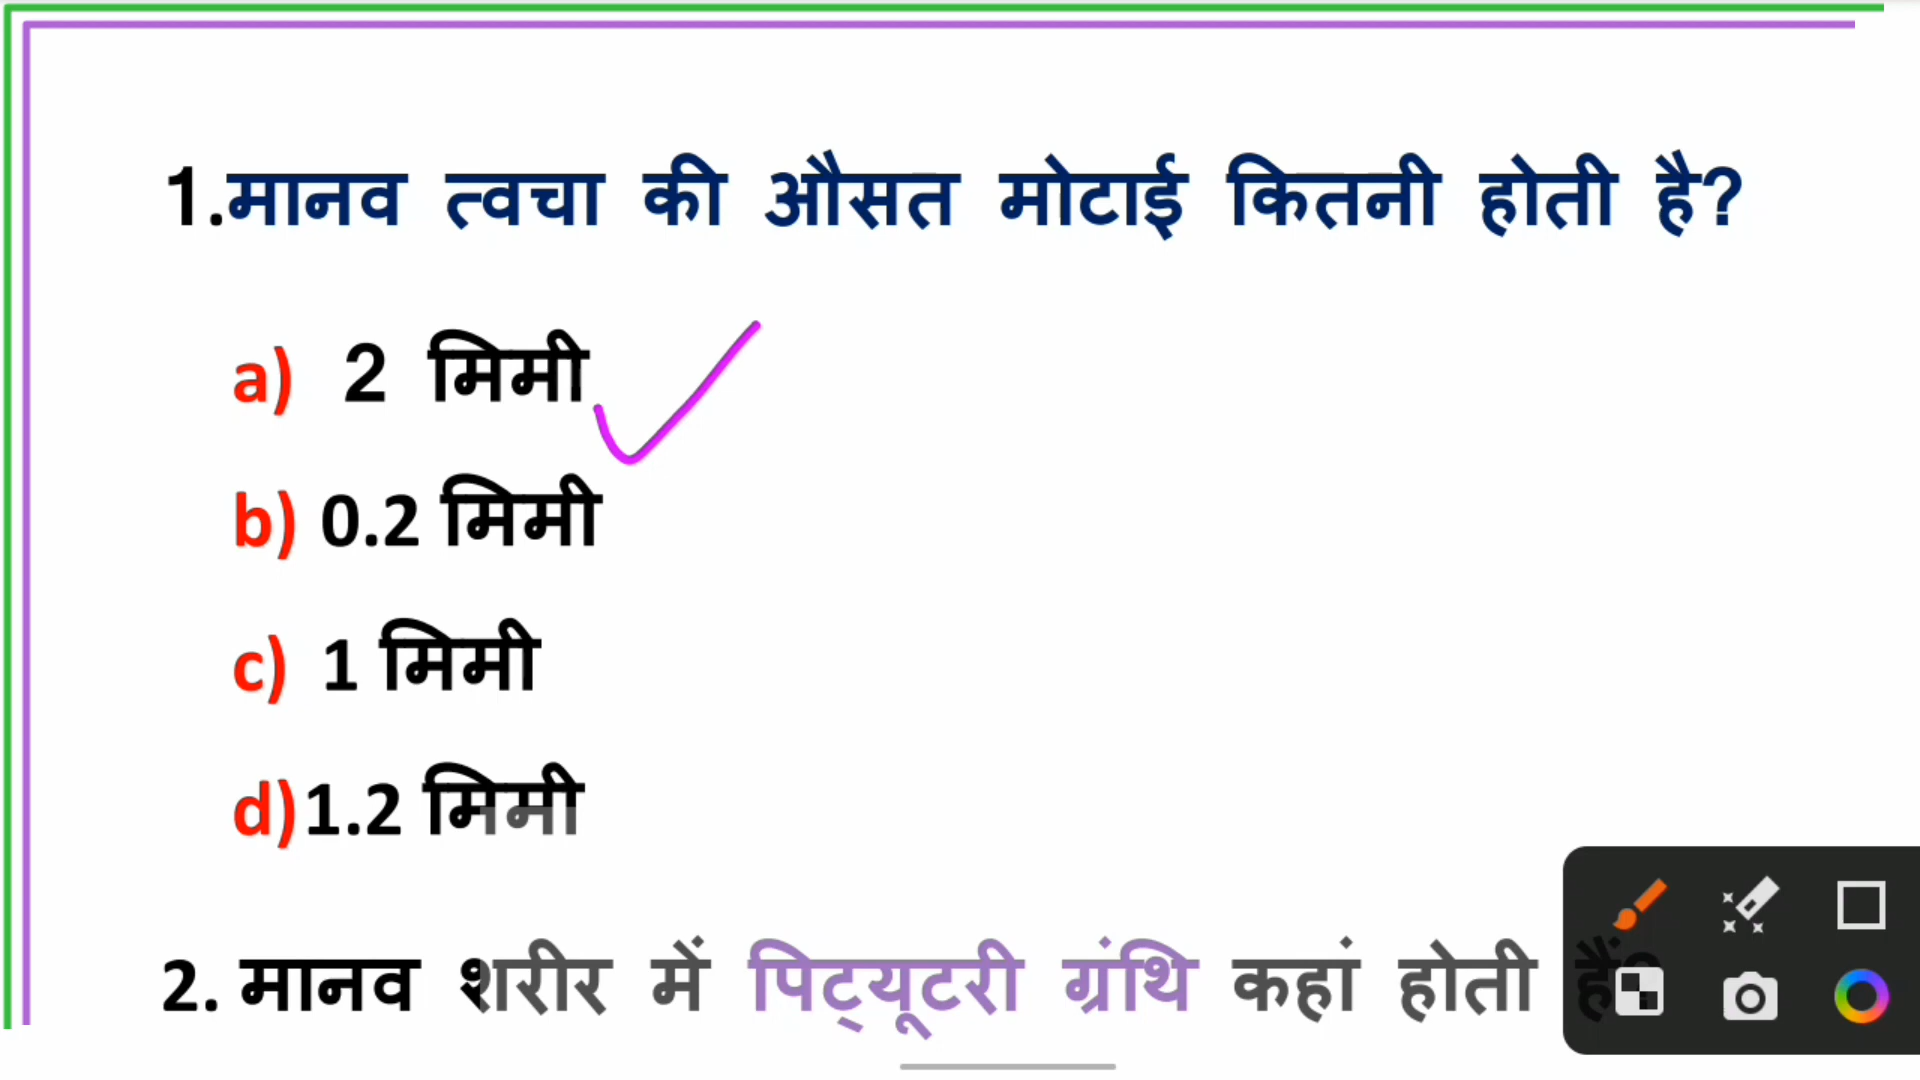 1.मानव त्वचा की औसत मोटाई कितनी होती है?
a) 2 मिमी
b) 0.2 मिमी
c) 1 मिमी
d)1.2 मिमी
2. मानव शरीर में पिट्यूटरी ग्रंथि कहां होती हैं?